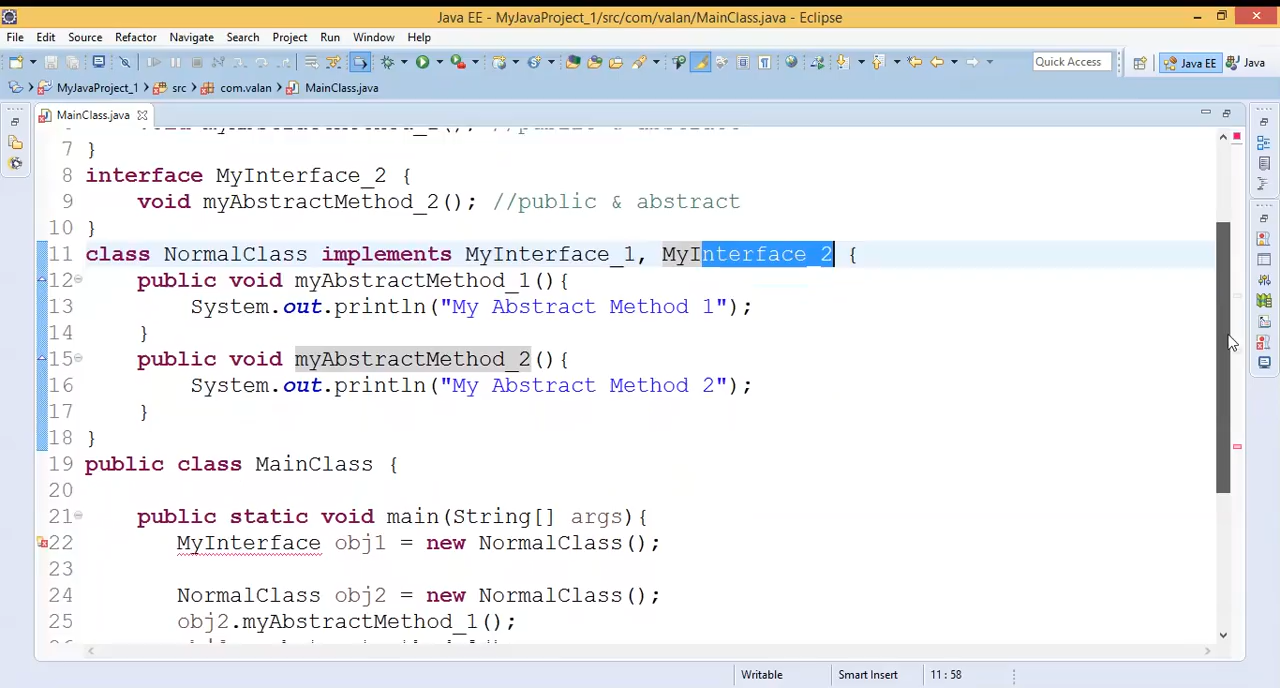 Java EE - MyJavaProject_1/src/com/valan/MainClass.java - Eclipse
File Edit Source Refactor Navigate Search Project Run Window Help
Quick Access Java EE Java
MyJavaProject_1 src com.valan MainClass.java
MainClass.java
7 }
8 interface MyInterface_2 {
9 void myAbstractMethod_2(); //public & abstract
10 }
11 class NormalClass implements MyInterface_1, MyInterface_2 {
12 public void myAbstractMethod_1(){
13 System.out.println("My Abstract Method 1");
14 }
15 public void myAbstractMethod_2(){
16 System.out.println("My Abstract Method 2");
17 }
18 }
19 public class MainClass {
20
21 public static void main(String[] args){
22 MyInterface obj1 = new NormalClass();
23
24 NormalClass obj2 = new NormalClass();
25 obj2.myAbstractMethod_1();
Writable Smart Insert 11 : 58